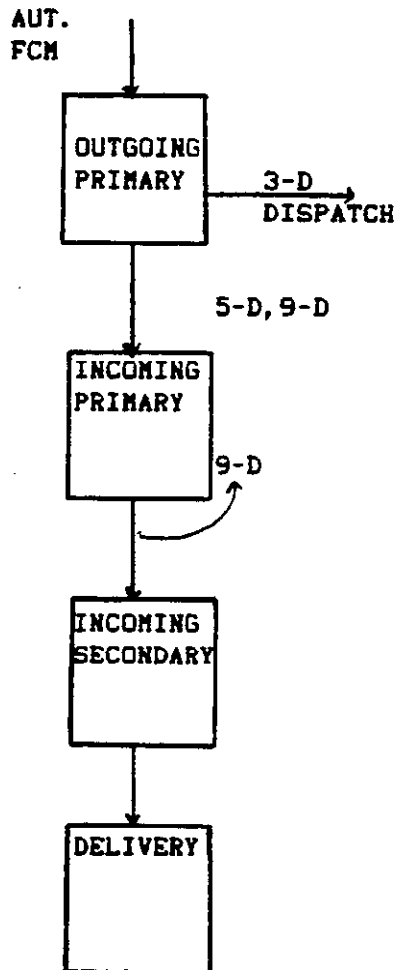 AUT.
FCM
OUTGOING
PRIMARY
3-D
DISPATCH
5-D, 9-D
INCOMING
PRIMARY
9-D
INCOMING
SECONDARY
DELIVERY